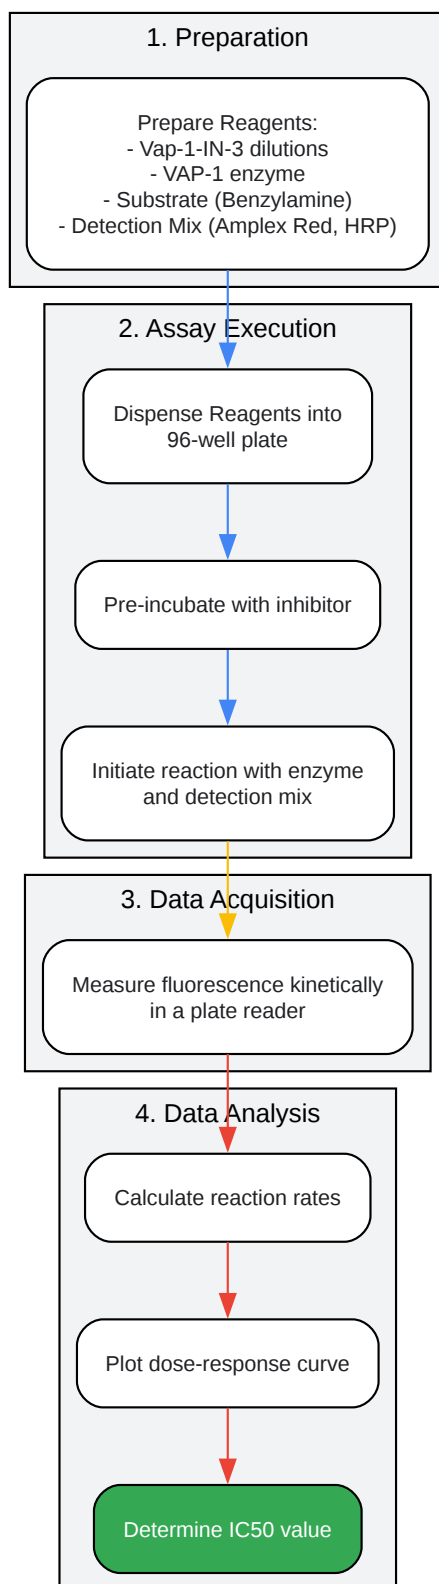 1. Preparation
Prepare Reagents:
- Vap-1-IN-3 dilutions
- VAP-1 enzyme
- Substrate (Benzylamine)
- Detection Mix (Amplex Red, HRP)
2. Assay Execution
Dispense Reagents into
96-well plate
Pre-incubate with inhibitor
Initiate reaction with enzyme
and detection mix
3. Data Acquisition
Measure fluorescence kinetically
in a plate reader
4. Data Analysis
Calculate reaction rates
Plot dose-response curve
Determine IC50 value